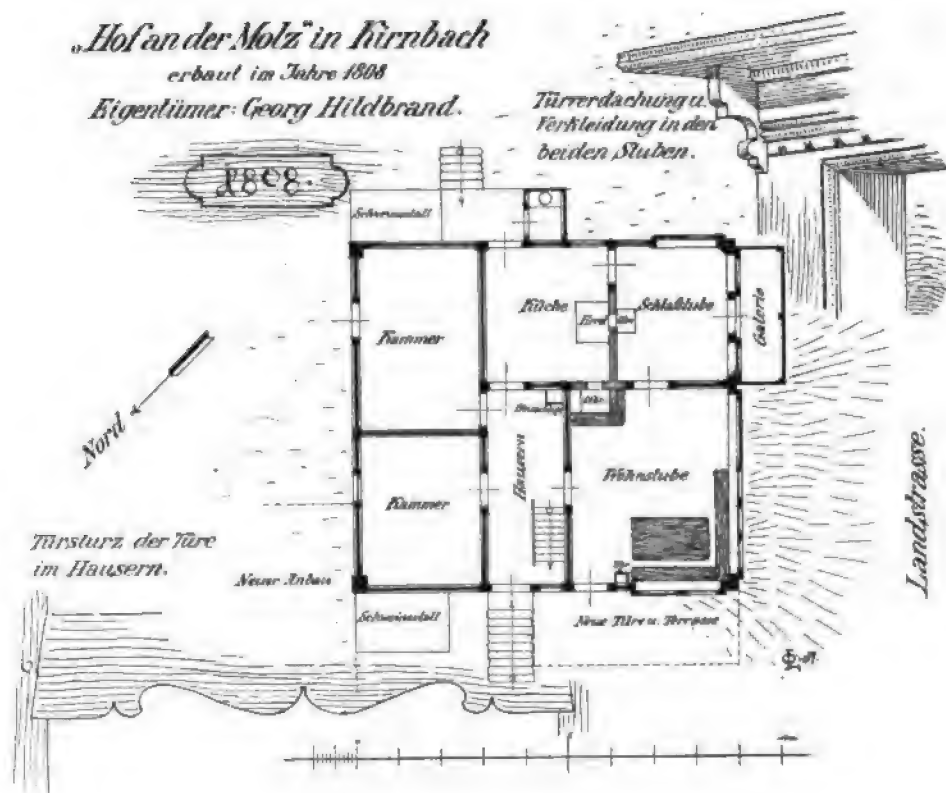 „Hof an der Molz" in Kirnbach
erbaut im Jahre 1808
Eigentümer: Georg Hildbrand.
Türverdachung u.
Verkleidung in den
beiden Stuben.
1808.
Schweinestall
Küche
Schlafstube
Herd
Galerie
Kammer
Nord
Hausern
Wohnstube
Kammer
Landstrasse.
Türsturz der Türe
im Hausern.
Neuer Anbau
Schweinestall
Neue Türe u. Terrasse